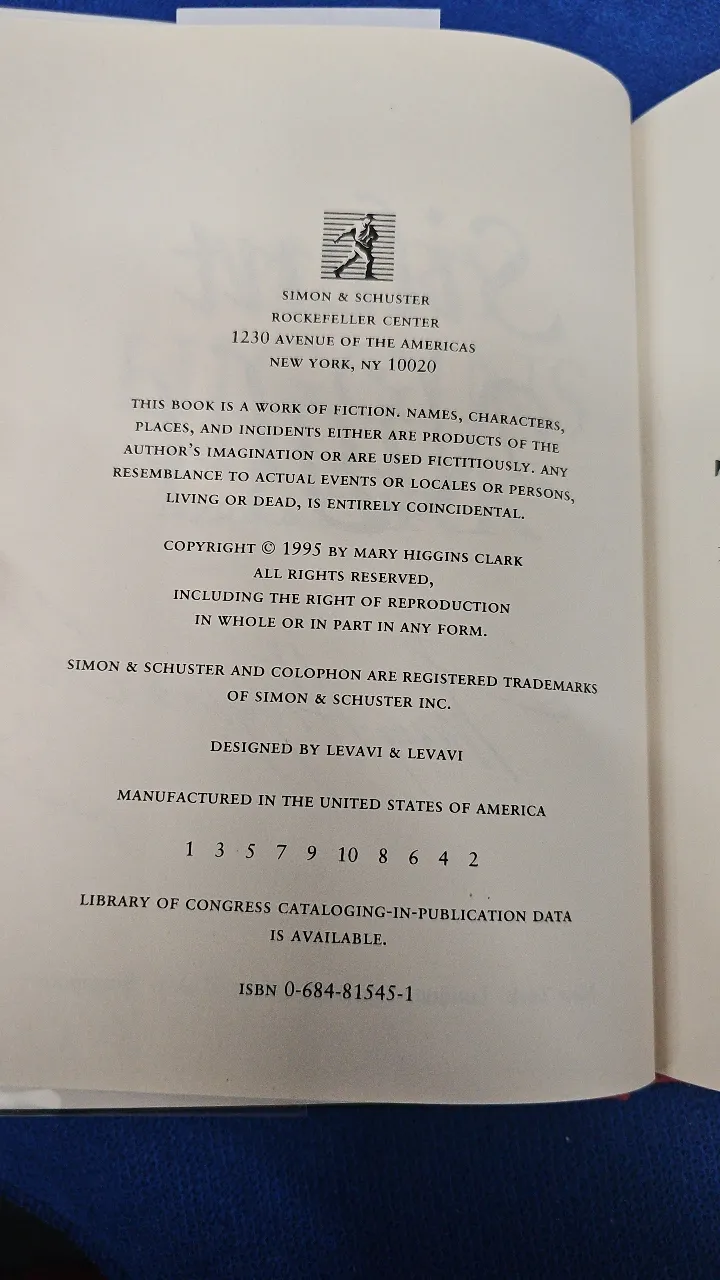 SIMON & SCHUSTER
ROCKEFELLER CENTER
1230 AVENUE OF THE AMERICAS
NEW YORK, NY 10020
THIS BOOK IS A WORK OF FICTION. NAMES, CHARACTERS,
PLACES, AND INCIDENTS EITHER ARE PRODUCTS OF THE
AUTHOR'S IMAGINATION OR ARE USED FICTITIOUSLY. ANY
RESEMBLANCE TO ACTUAL EVENTS OR LOCALES OR PERSONS,
LIVING OR DEAD, IS ENTIRELY COINCIDENTAL.
COPYRIGHT © 1995 BY MARY HIGGINS CLARK
ALL RIGHTS RESERVED,
INCLUDING THE RIGHT OF REPRODUCTION
IN WHOLE OR IN PART IN ANY FORM.
SIMON & SCHUSTER AND COLOPHON ARE REGISTERED TRADEMARKS
OF SIMON & SCHUSTER INC.
DESIGNED BY LEVAVI & LEVAVI
MANUFACTURED IN THE UNITED STATES OF AMERICA
1 3 5 7 9 10 8 6 4 2
LIBRARY OF CONGRESS CATALOGING-IN-PUBLICATION DATA
IS AVAILABLE.
ISBN 0-684-81545-1